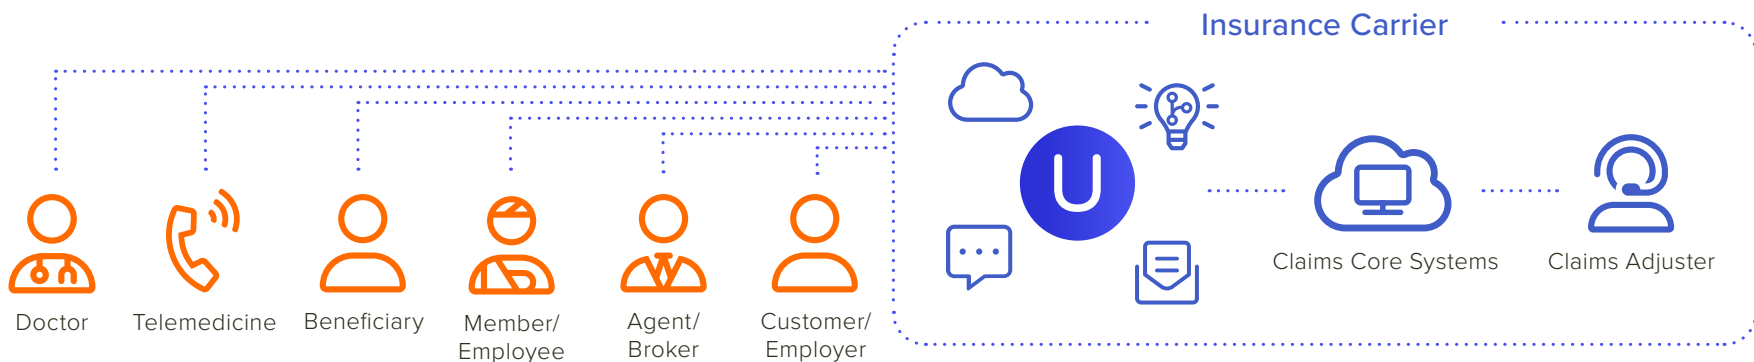 Insurance Carrier
U
Claims Core Systems
Claims Adjuster
Doctor
Telemedicine
Beneficiary
Member/
Employee
Agent/
Broker
Customer/
Employer